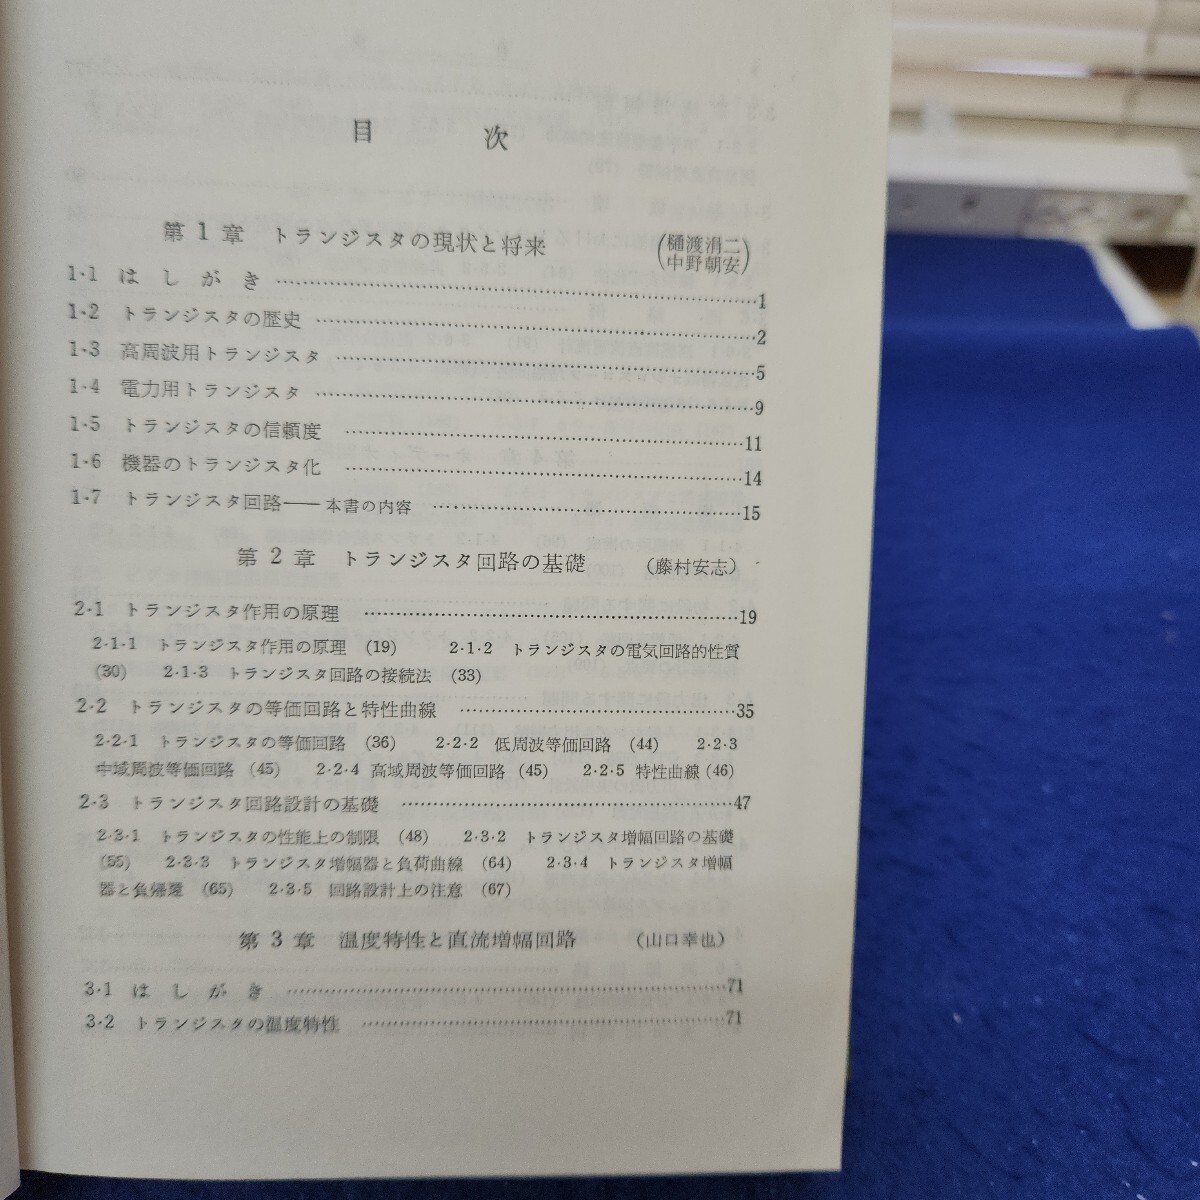 目次
第1章 トランジスタの現状と将来 (樋渡涓二 中野朝安)
1·1 はしがき ……1
1·2 トランジスタの歴史 ……2
1·3 高周波用トランジスタ ……5
1·4 電力用トランジスタ ……9
1·5 トランジスタの信頼度 ……11
1·6 機器のトランジスタ化 ……14
1·7 トランジスタ回路——本書の内容 ……15
第2章 トランジスタ回路の基礎 (藤村安志)
2·1 トランジスタ作用の原理 ……19
2·1·1 トランジスタ作用の原理 (19) 2·1·2 トランジスタの電気回路的性質
(30) 2·1·3 トランジスタ回路の接続法 (33)
2·2 トランジスタの等価回路と特性曲線 ……35
2·2·1 トランジスタの等価回路 (36) 2·2·2 低周波等価回路 (44) 2·2·3
中域周波等価回路 (45) 2·2·4 高域周波等価回路 (45) 2·2·5 特性曲線 (46)
2·3 トランジスタ回路設計の基礎 ……47
2·3·1 トランジスタの性能上の制限 (48) 2·3·2 トランジスタ増幅回路の基礎
(55) 2·3·3 トランジスタ増幅器と負荷曲線 (64) 2·3·4 トランジスタ増幅
器と負帰還 (65) 2·3·5 回路設計上の注意 (67)
第3章 温度特性と直流増幅回路 (山口幸也)
3·1 はしがき ……71
3·2 トランジスタの温度特性 ……71